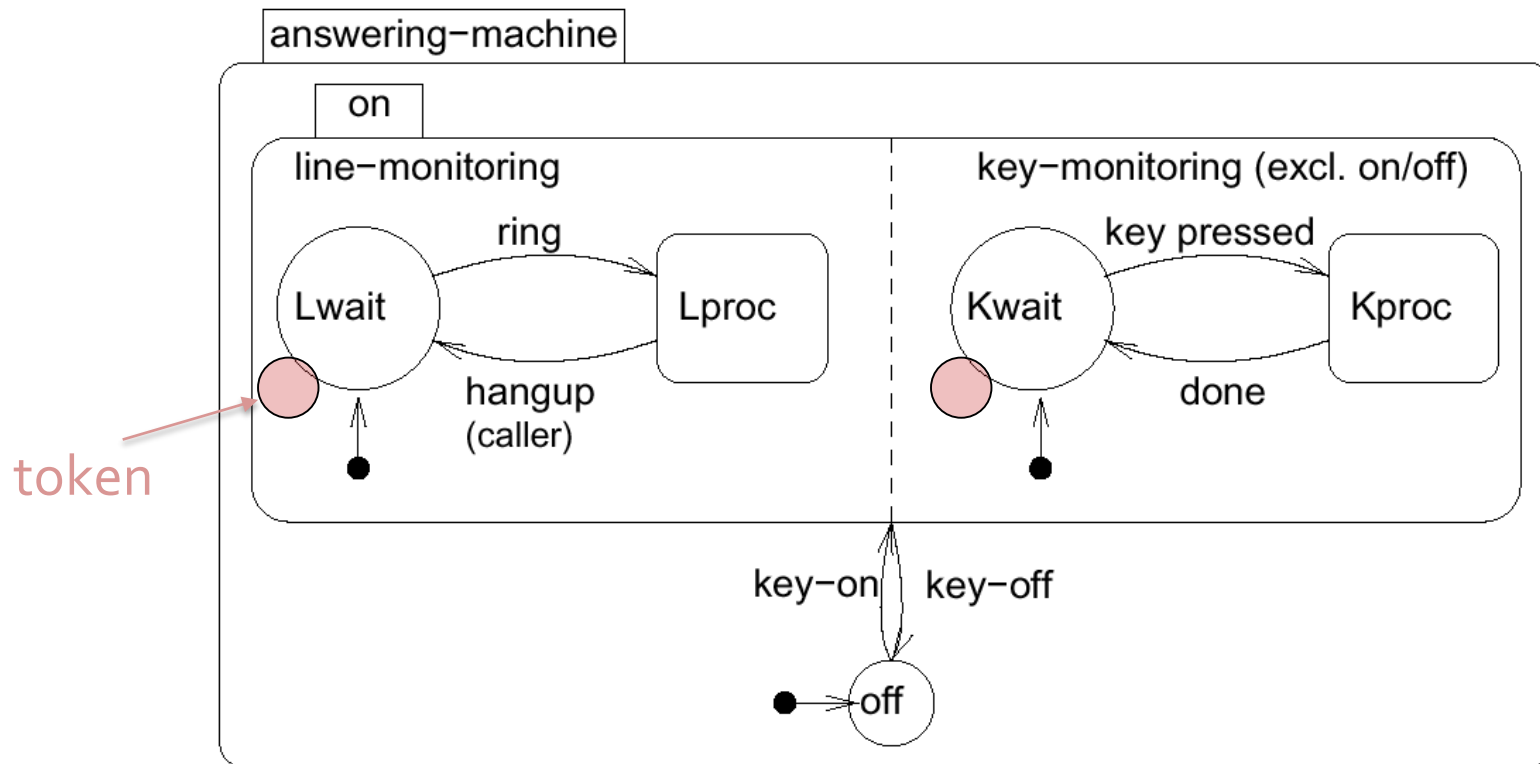 answering−machine
on
line−monitoring
key−monitoring (excl. on/off)
ring
key pressed
Lwait
Lproc
Kwait
Kproc
hangup
(caller)
done
token
key−on
key−off
off